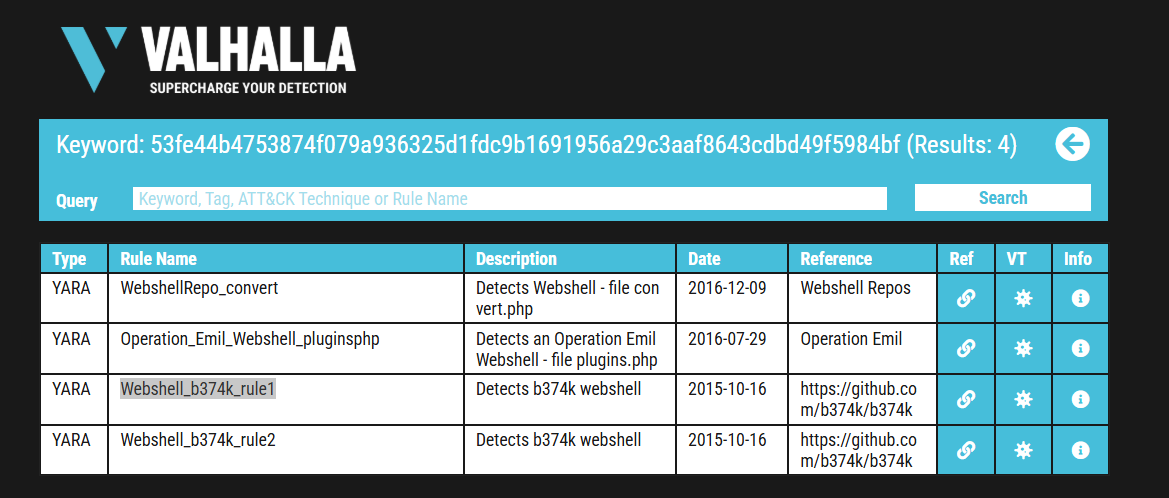 VALHALLA
SUPERCHARGE YOUR DETECTION
Keyword: 53fe44b4753874f079a936325d1fdc9b1691956a29c3aaf8643cdbd49f5984bf (Results: 4)
Query Keyword, Tag, ATT&CK Technique or Rule Name Search
Type Rule Name Description Date Reference Ref VT Info
YARA WebshellRepo_convert Detects Webshell - file con 2016-12-09 Webshell Repos
vert.php
YARA Operation_Emil_Webshell_pluginsphp Detects an Operation Emil 2016-07-29 Operation Emil
Webshell - file plugins.php
YARA Webshell_b374k_rule1 Detects b374k webshell 2015-10-16 https://github.co
m/b374k/b374k
YARA Webshell_b374k_rule2 Detects b374k webshell 2015-10-16 https://github.co
m/b374k/b374k